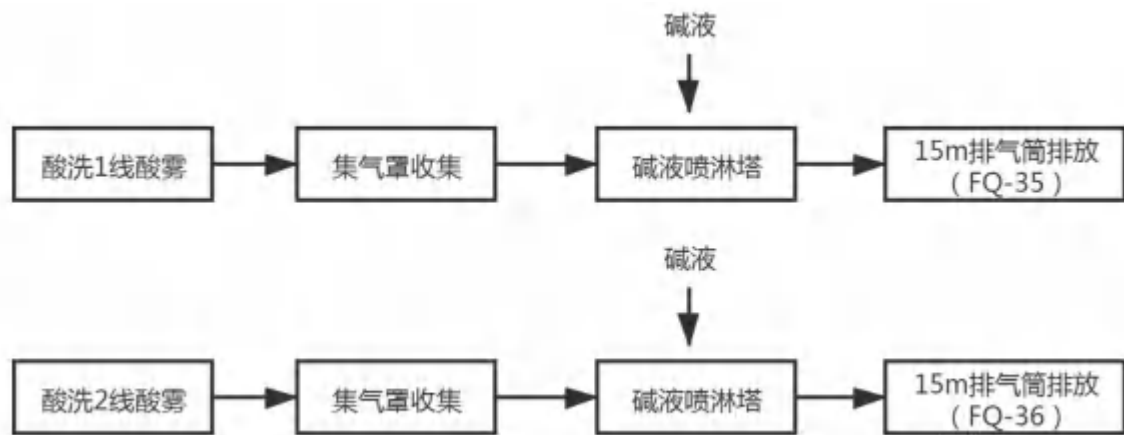 碱液
酸洗1线酸雾
集气罩收集
碱液喷淋塔
15m排气筒排放
（FQ-35）
碱液
酸洗2线酸雾
集气罩收集
碱液喷淋塔
15m排气筒排放
（FQ-36）